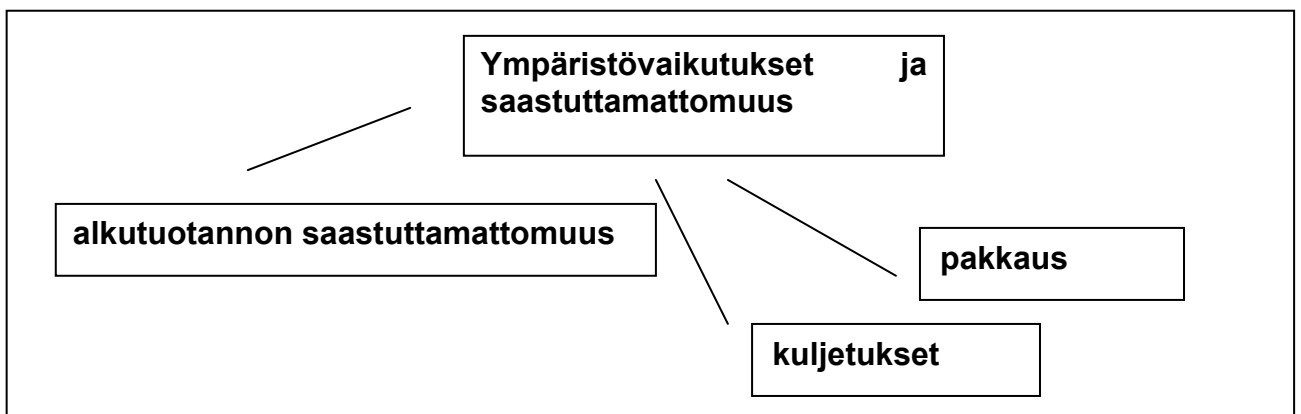 Ympäristövaikutukset ja
saastuttamattomuus
alkutuotannon saastuttamattomuus
pakkaus
kuljetukset